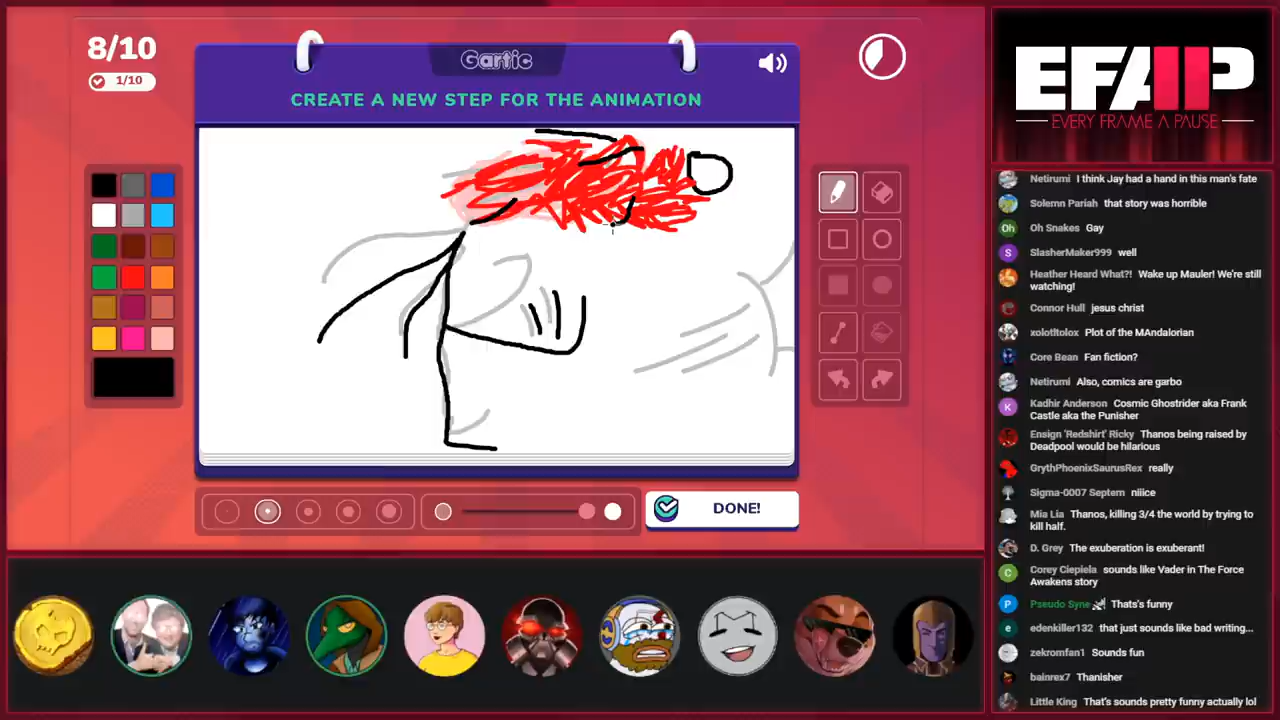 8/10
1/10
Gartic
CREATE A NEW STEP FOR THE ANIMATION
DONE!
EFAP
EVERY FRAME A PAUSE
Netirumi I think Jay had a hand in this man's fate
Solemn Pariah that story was horrible
Oh Oh Snakes Gay
S SlasherMaker999 well
Heather Heard What?! Wake up Mauler! We're still
watching!
Connor Hull jesus christ
xolotltolox Plot of the MAndalorian
Core Bean Fan fiction?
Netirumi Also, comics are garbo
K Kadhir Anderson Cosmic Ghostrider aka Frank
Castle aka the Punisher
Ensign 'Redshirt' Ricky Thanos being raised by
Deadpool would be hilarious
GrythPhoenixSaurusRex really
Sigma-0007 Septem niiice
Mia Lia Thanos, killing 3/4 the world by trying to
kill half.
D. Grey The exuberation is exuberant!
C Corey Ciepiela sounds like Vader in The Force
Awakens story
P Pseudo Syne Thats's funny
e edenkiller132 that just sounds like bad writing...
zekromfan1 Sounds fun
bainrex7 Thanisher
Little King That's sounds pretty funny actually lol